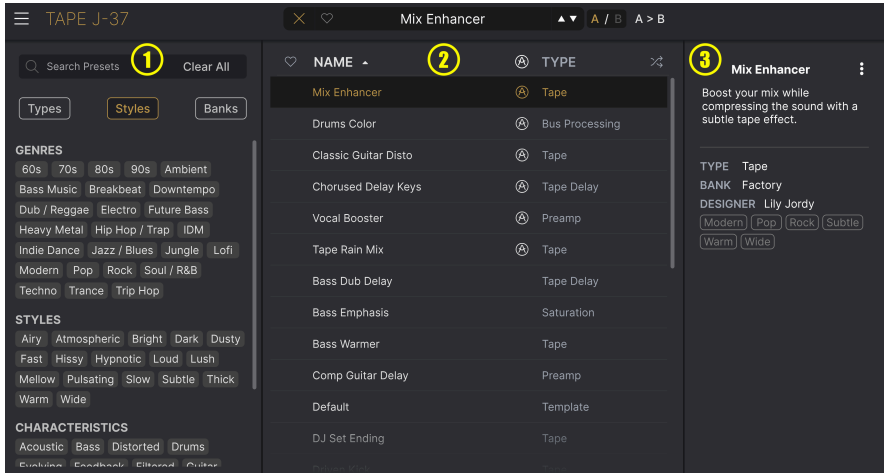 TAPE J-37
Mix Enhancer
A / B A > B
Search Presets
1
Clear All
Types Styles Banks
GENRES
60s 70s 80s 90s Ambient
Bass Music Breakbeat Downtempo
Dub / Reggae Electro Future Bass
Heavy Metal Hip Hop / Trap IDM
Indie Dance Jazz / Blues Jungle Lofi
Modern Pop Rock Soul / R&B
Techno Trance Trip Hop
STYLES
Airy Atmospheric Bright Dark Dusty
Fast Hissy Hypnotic Loud Lush
Mellow Pulsating Slow Subtle Thick
Warm Wide
CHARACTERISTICS
Acoustic Bass Distorted Drums
Evolving Feedback Filtered Guitar
NAME 2 TYPE
Mix Enhancer Tape
Drums Color Bus Processing
Classic Guitar Disto Tape
Chorused Delay Keys Tape Delay
Vocal Booster Preamp
Tape Rain Mix Tape
Bass Dub Delay Tape Delay
Bass Emphasis Saturation
Bass Warmer Tape
Comp Guitar Delay Preamp
Default Template
DJ Set Ending Tape
3
Mix Enhancer
Boost your mix while
compressing the sound with a
subtle tape effect.
TYPE Tape
BANK Factory
DESIGNER Lily Jordy
Modern Pop Rock Subtle
Warm Wide